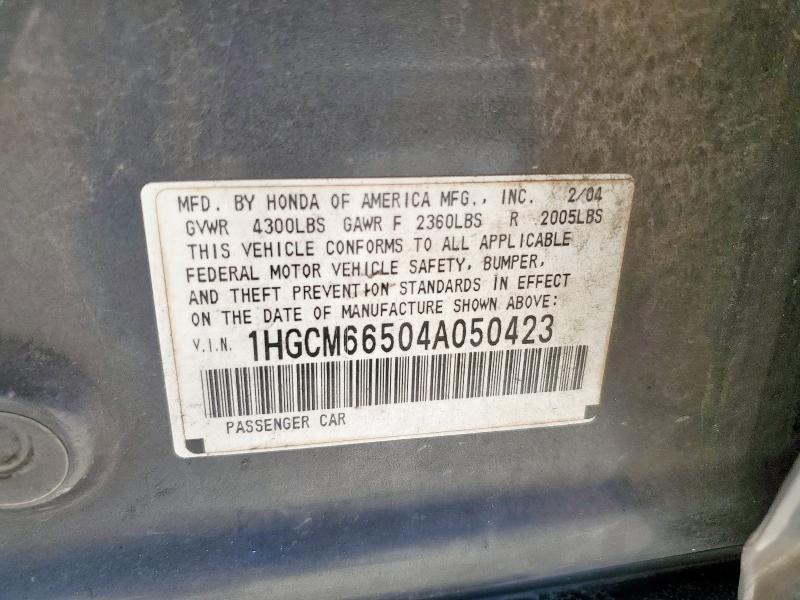 MFD. BY HONDA OF AMERICA MFG., INC. 2/04
GVWR 4300LBS GAWR F 2360LBS R 2005LBS
THIS VEHICLE CONFORMS TO ALL APPLICABLE
FEDERAL MOTOR VEHICLE SAFETY, BUMPER,
AND THEFT PREVENTION STANDARDS IN EFFECT
ON THE DATE OF MANUFACTURE SHOWN ABOVE:
V.I.N. 1HGCM66504A050423
PASSENGER CAR